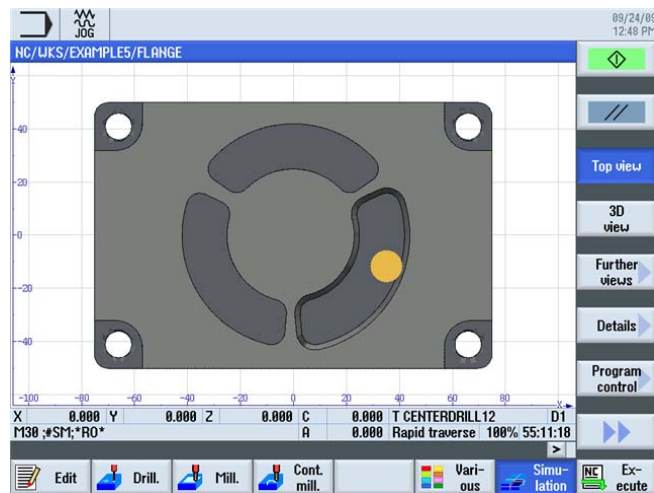 JOG
09/24/09
12:48 PM
NC/WKS/EXAMPLE5/FLANGE
Y
40
20
0
-20
-40
-100 -80 -60 -40 -20 0 20 40 60 80 X
Top view
3D
view
Further
views
Details
Program
control
X 0.000 Y 0.000 Z 0.000 C 0.000 T CENTERDRILL12 D1
M30 ;#SM;*RO* A 0.000 Rapid traverse 100% 55:11:18
>
Edit
Drill.
Mill.
Cont.
mill.
Vari-
ous
Simu-
lation
NC Ex-
ecute